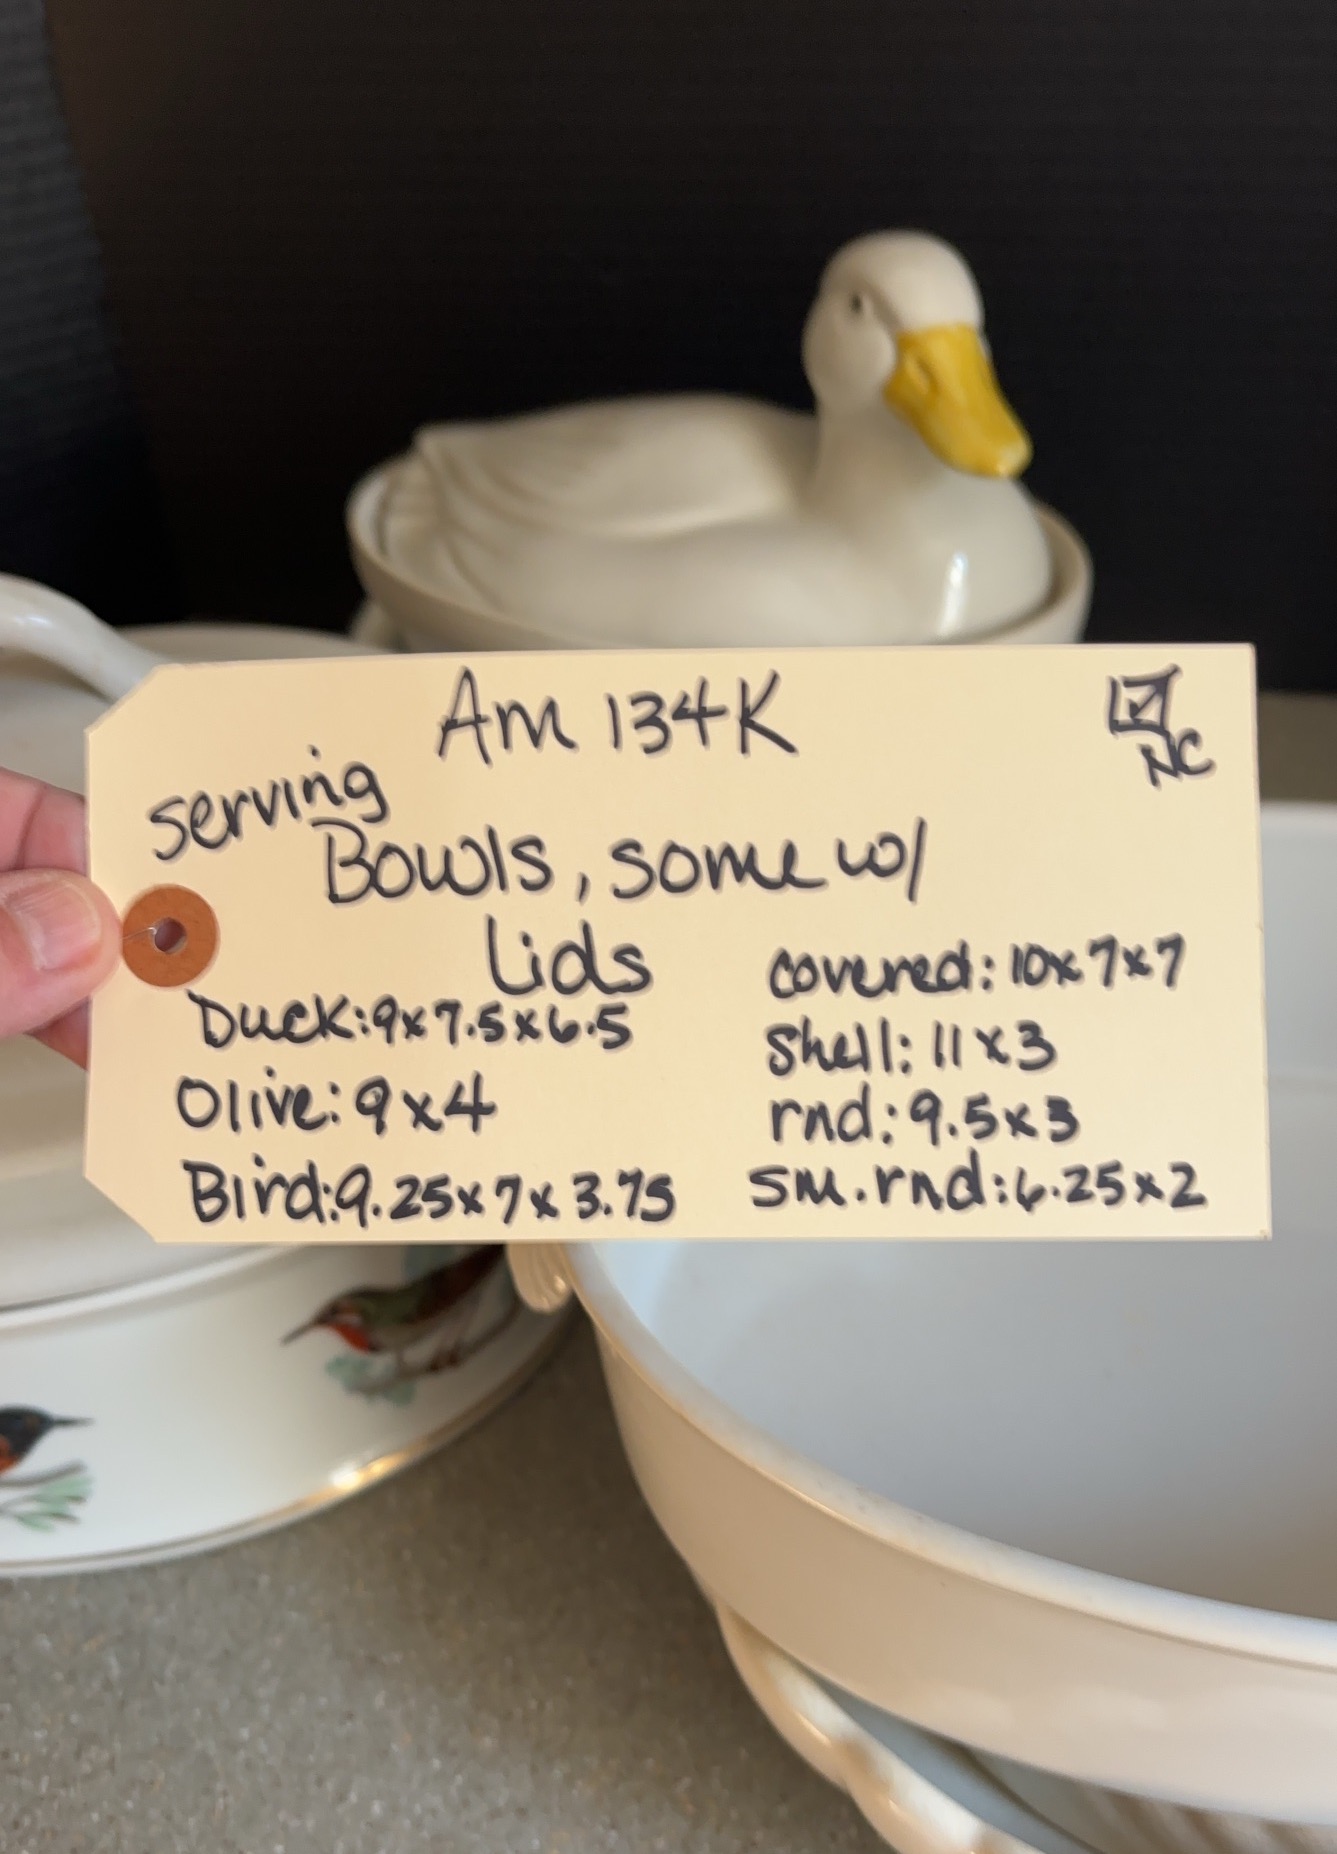 Am 134K
NC
serving
Bowls, some w/
Lids
Duck: 9x7.5x6.5
Olive: 9x4
Bird: 9.25x7x3.75
covered: 10x7x7
Shell: 11x3
rnd: 9.5x3
sm. rnd: 6.25x2